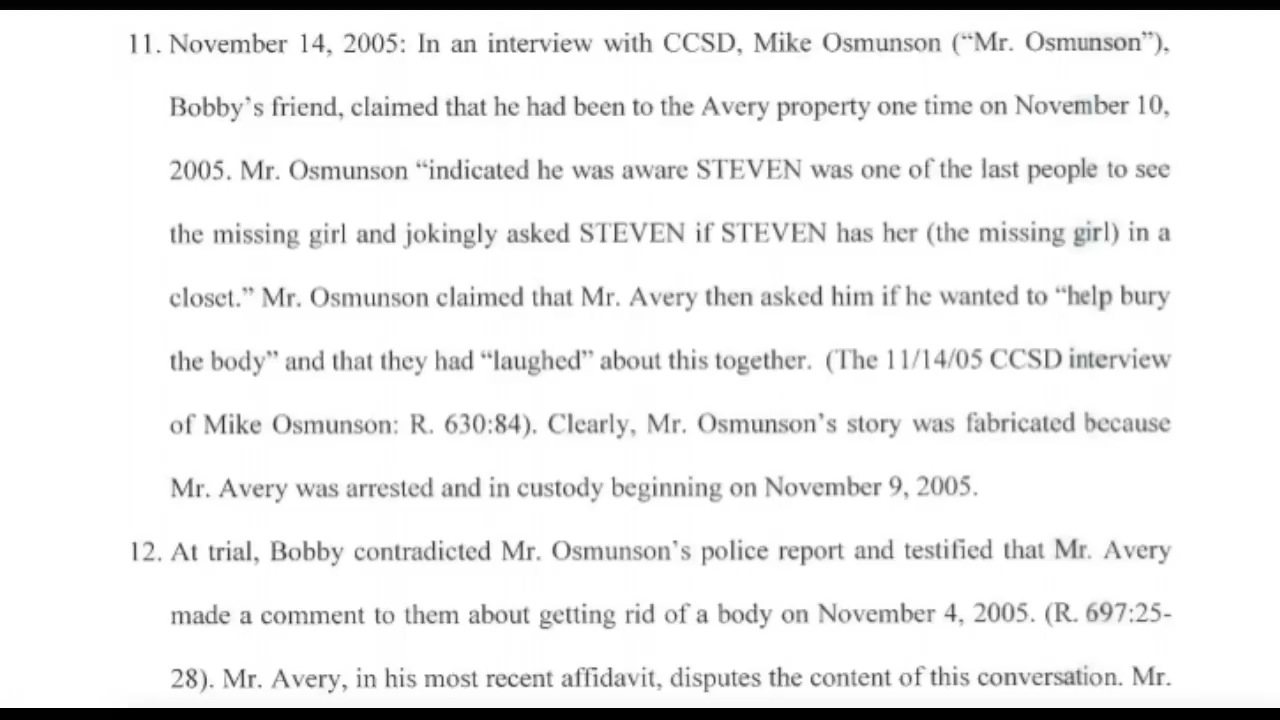 11. November 14, 2005: In an interview with CCSD, Mike Osmunson (“Mr. Osmunson”),
Bobby’s friend, claimed that he had been to the Avery property one time on November 10,
2005. Mr. Osmunson “indicated he was aware STEVEN was one of the last people to see
the missing girl and jokingly asked STEVEN if STEVEN has her (the missing girl) in a
closet.” Mr. Osmunson claimed that Mr. Avery then asked him if he wanted to “help bury
the body” and that they had “laughed” about this together. (The 11/14/05 CCSD interview
of Mike Osmunson: R. 630:84). Clearly, Mr. Osmunson’s story was fabricated because
Mr. Avery was arrested and in custody beginning on November 9, 2005.
12. At trial, Bobby contradicted Mr. Osmunson’s police report and testified that Mr. Avery
made a comment to them about getting rid of a body on November 4, 2005. (R. 697:25-
28). Mr. Avery, in his most recent affidavit, disputes the content of this conversation. Mr.